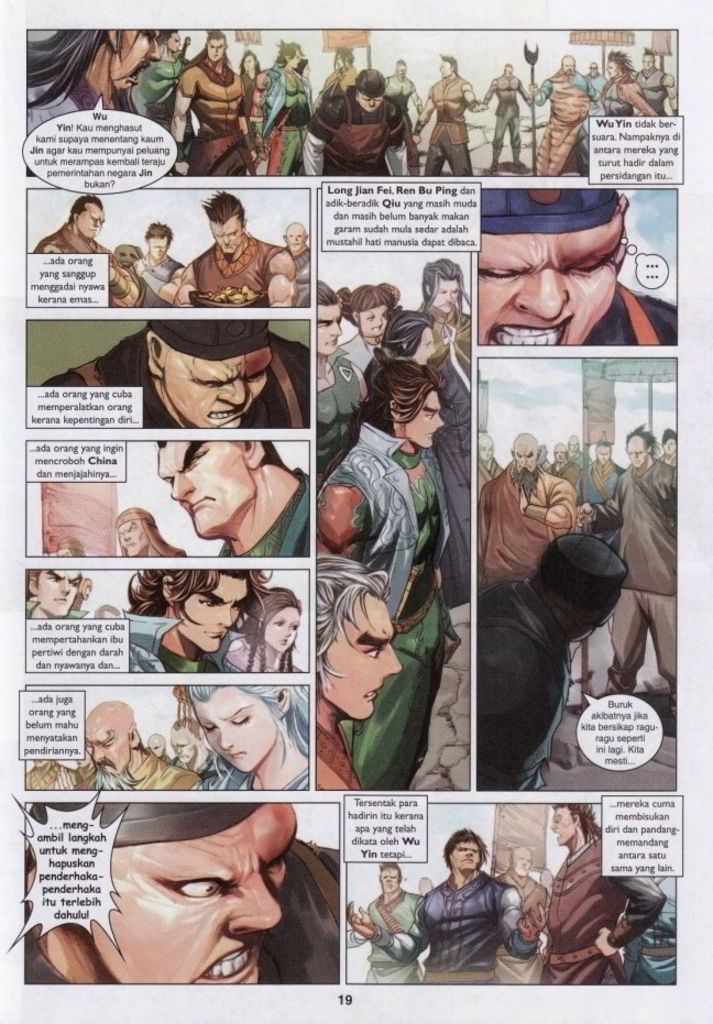 Wu
Yin! Kau menghasut
kami supaya menentang kaum
Jin agar kau mempunyai peluang
untuk merampas kembali teraju
pemerintahan negara Jin
bukan?
Wu Yin tidak ber-
suara. Nampaknya di
antara mereka yang
turut hadir dalam
persidangan itu...
...ada orang
yang sanggup
menggadai nyawa
kerana emas...
Long Jian Fei, Ren Bu Ping dan
adik-beradik Qiu yang masih muda
dan masih belum banyak makan
garam sudah mula sedar adalah
mustahil hati manusia dapat dibaca.
...
...
...ada orang yang cuba
memperalatkan orang
kerana kepentingan diri...
...ada orang yang ingin
mencroboh China
dan menjajahinya...
...ada orang yang cuba
mempertahankan ibu
pertiwi dengan darah
dan nyawanya dan...
...ada juga
orang yang
belum mahu
menyatakan
pendiriannya.
Buruk
akibatnya jika
kita beragu-
ragu seperti
ini lagi. Kita
mesti...
...meng-
ambil langkah
untuk meng-
hapuskan
penderhaka-
penderhaka
itu terlebih
dahulu!
Tersentak para
hadirin itu kerana
apa yang telah
dikata oleh Wu
Yin tetapi...
...mereka cuma
membisukan
diri dan pandang-
memandang
antara satu
sama yang lain.
19